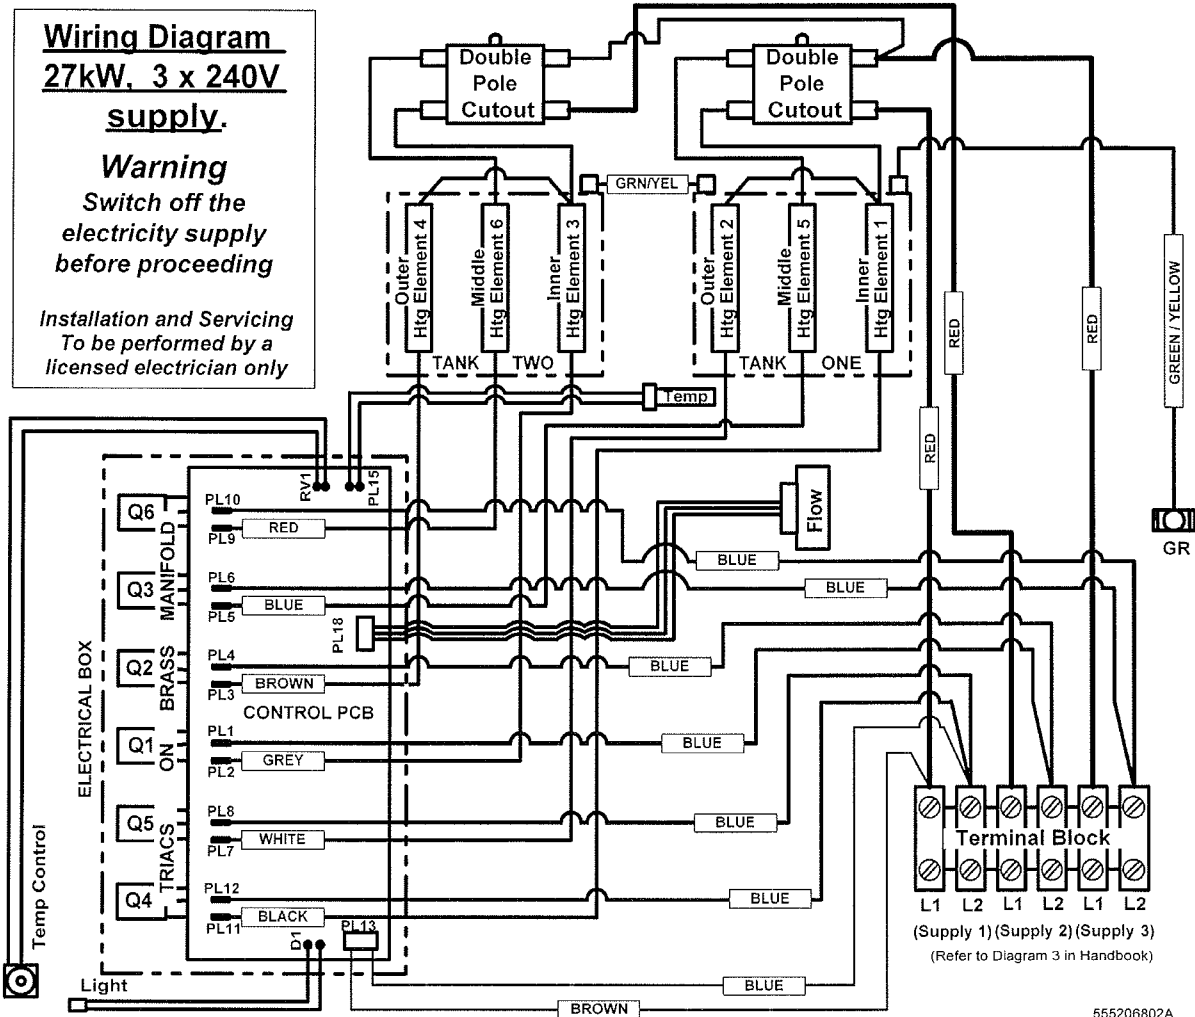 Wiring Diagram
27kW, 3 x 240V
supply.
Warning
Switch off the
electricity supply
before proceeding
Installation and Servicing
To be performed by a
licensed electrician only
Double
Pole
Cutout
Double
Pole
Cutout
GRN/YEL
Outer
Htg Element 4
Middle
Htg Element 6
Inner
Htg Element 3
TANK TWO
Outer
Htg Element 2
Middle
Htg Element 5
Inner
Htg Element 1
TANK ONE
RED
RED
RED
GREEN / YELLOW
GR
Temp
Flow
RV1
PL15
ELECTRICAL BOX
TRIACS ON BRASS MANIFOLD
Q6
PL10
PL9
RED
BLUE
Q3
PL6
PL5
BLUE
BLUE
PL18
Q2
PL4
PL3
BROWN
BLUE
CONTROL PCB
Q1
PL1
PL2
GREY
BLUE
Q5
PL8
PL7
WHITE
BLUE
Q4
PL12
PL11
BLACK
BLUE
D1
PL13
BLUE
BROWN
Temp Control
Light
Terminal Block
L1 L2 L1 L2 L1 L2
(Supply 1) (Supply 2) (Supply 3)
(Refer to Diagram 3 in Handbook)
555206802A